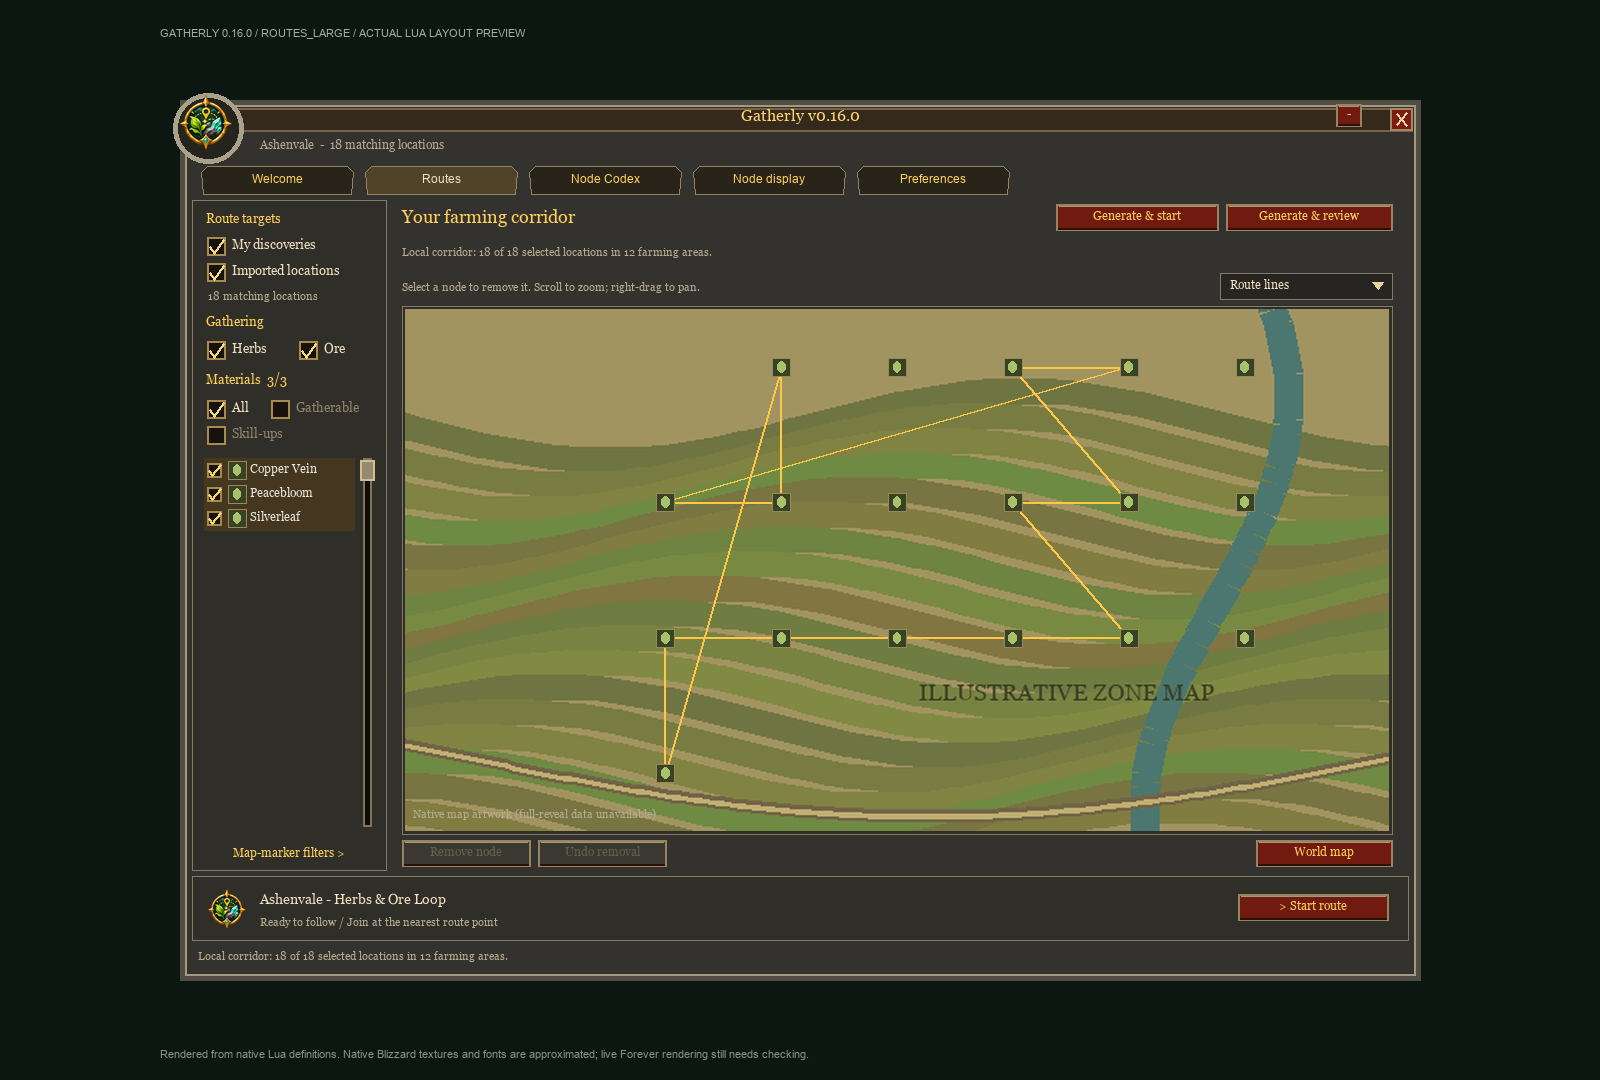 GATHERLY 0.16.0 / ROUTES_LARGE / ACTUAL LUA LAYOUT PREVIEW
Gatherly v0.16.0
-
X
Ashenvale - 18 matching locations
Welcome
Routes
Node Codex
Node display
Preferences
Route targets
My discoveries
Imported locations
18 matching locations
Gathering
Herbs
Ore
Materials 3/3
All
Gatherable
Skill-ups
Copper Vein
Peacebloom
Silverleaf
Map-marker filters >
Your farming corridor
Generate & start
Generate & review
Local corridor: 18 of 18 selected locations in 12 farming areas.
Select a node to remove it. Scroll to zoom; right-drag to pan.
Route lines
ILLUSTRATIVE ZONE MAP
Native map artwork (full-reveal data unavailable)
Remove node
Undo removal
World map
Ashenvale - Herbs & Ore Loop
Ready to follow / Join at the nearest route point
> Start route
Local corridor: 18 of 18 selected locations in 12 farming areas.
Rendered from native Lua definitions. Native Blizzard textures and fonts are approximated; live Forever rendering still needs checking.